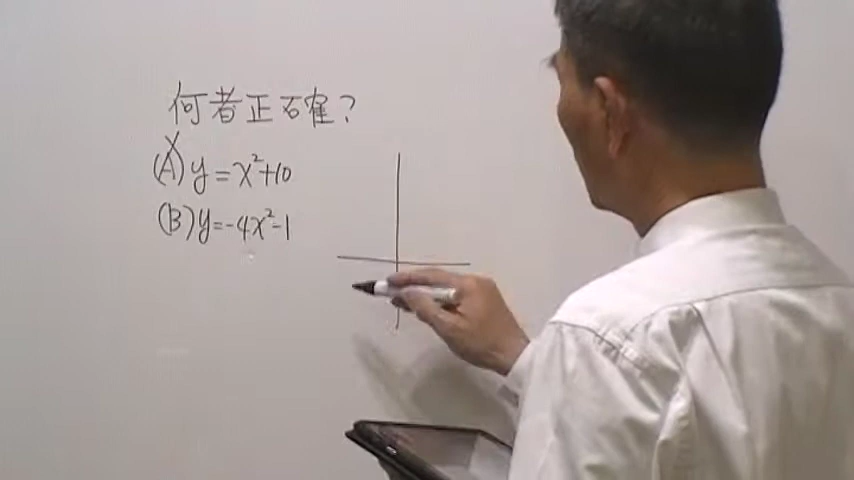 何者正確?
(A) y = x²+10
(B) y = -4x²-1